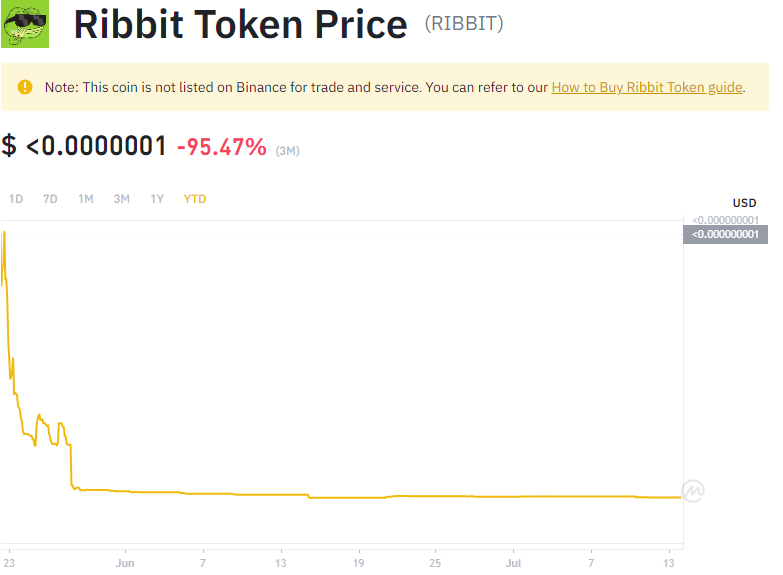 Ribbit Token Price (RIBBIT)
Note: This coin is not listed on Binance for trade and service. You can refer to our How to Buy Ribbit Token guide.
$ <0.0000001 -95.47% (3M)
1D 7D 1M 3M 1Y YTD
USD
<0.000000001
<0.000000001
23 Jun 7 13 19 25 Jul 7 13